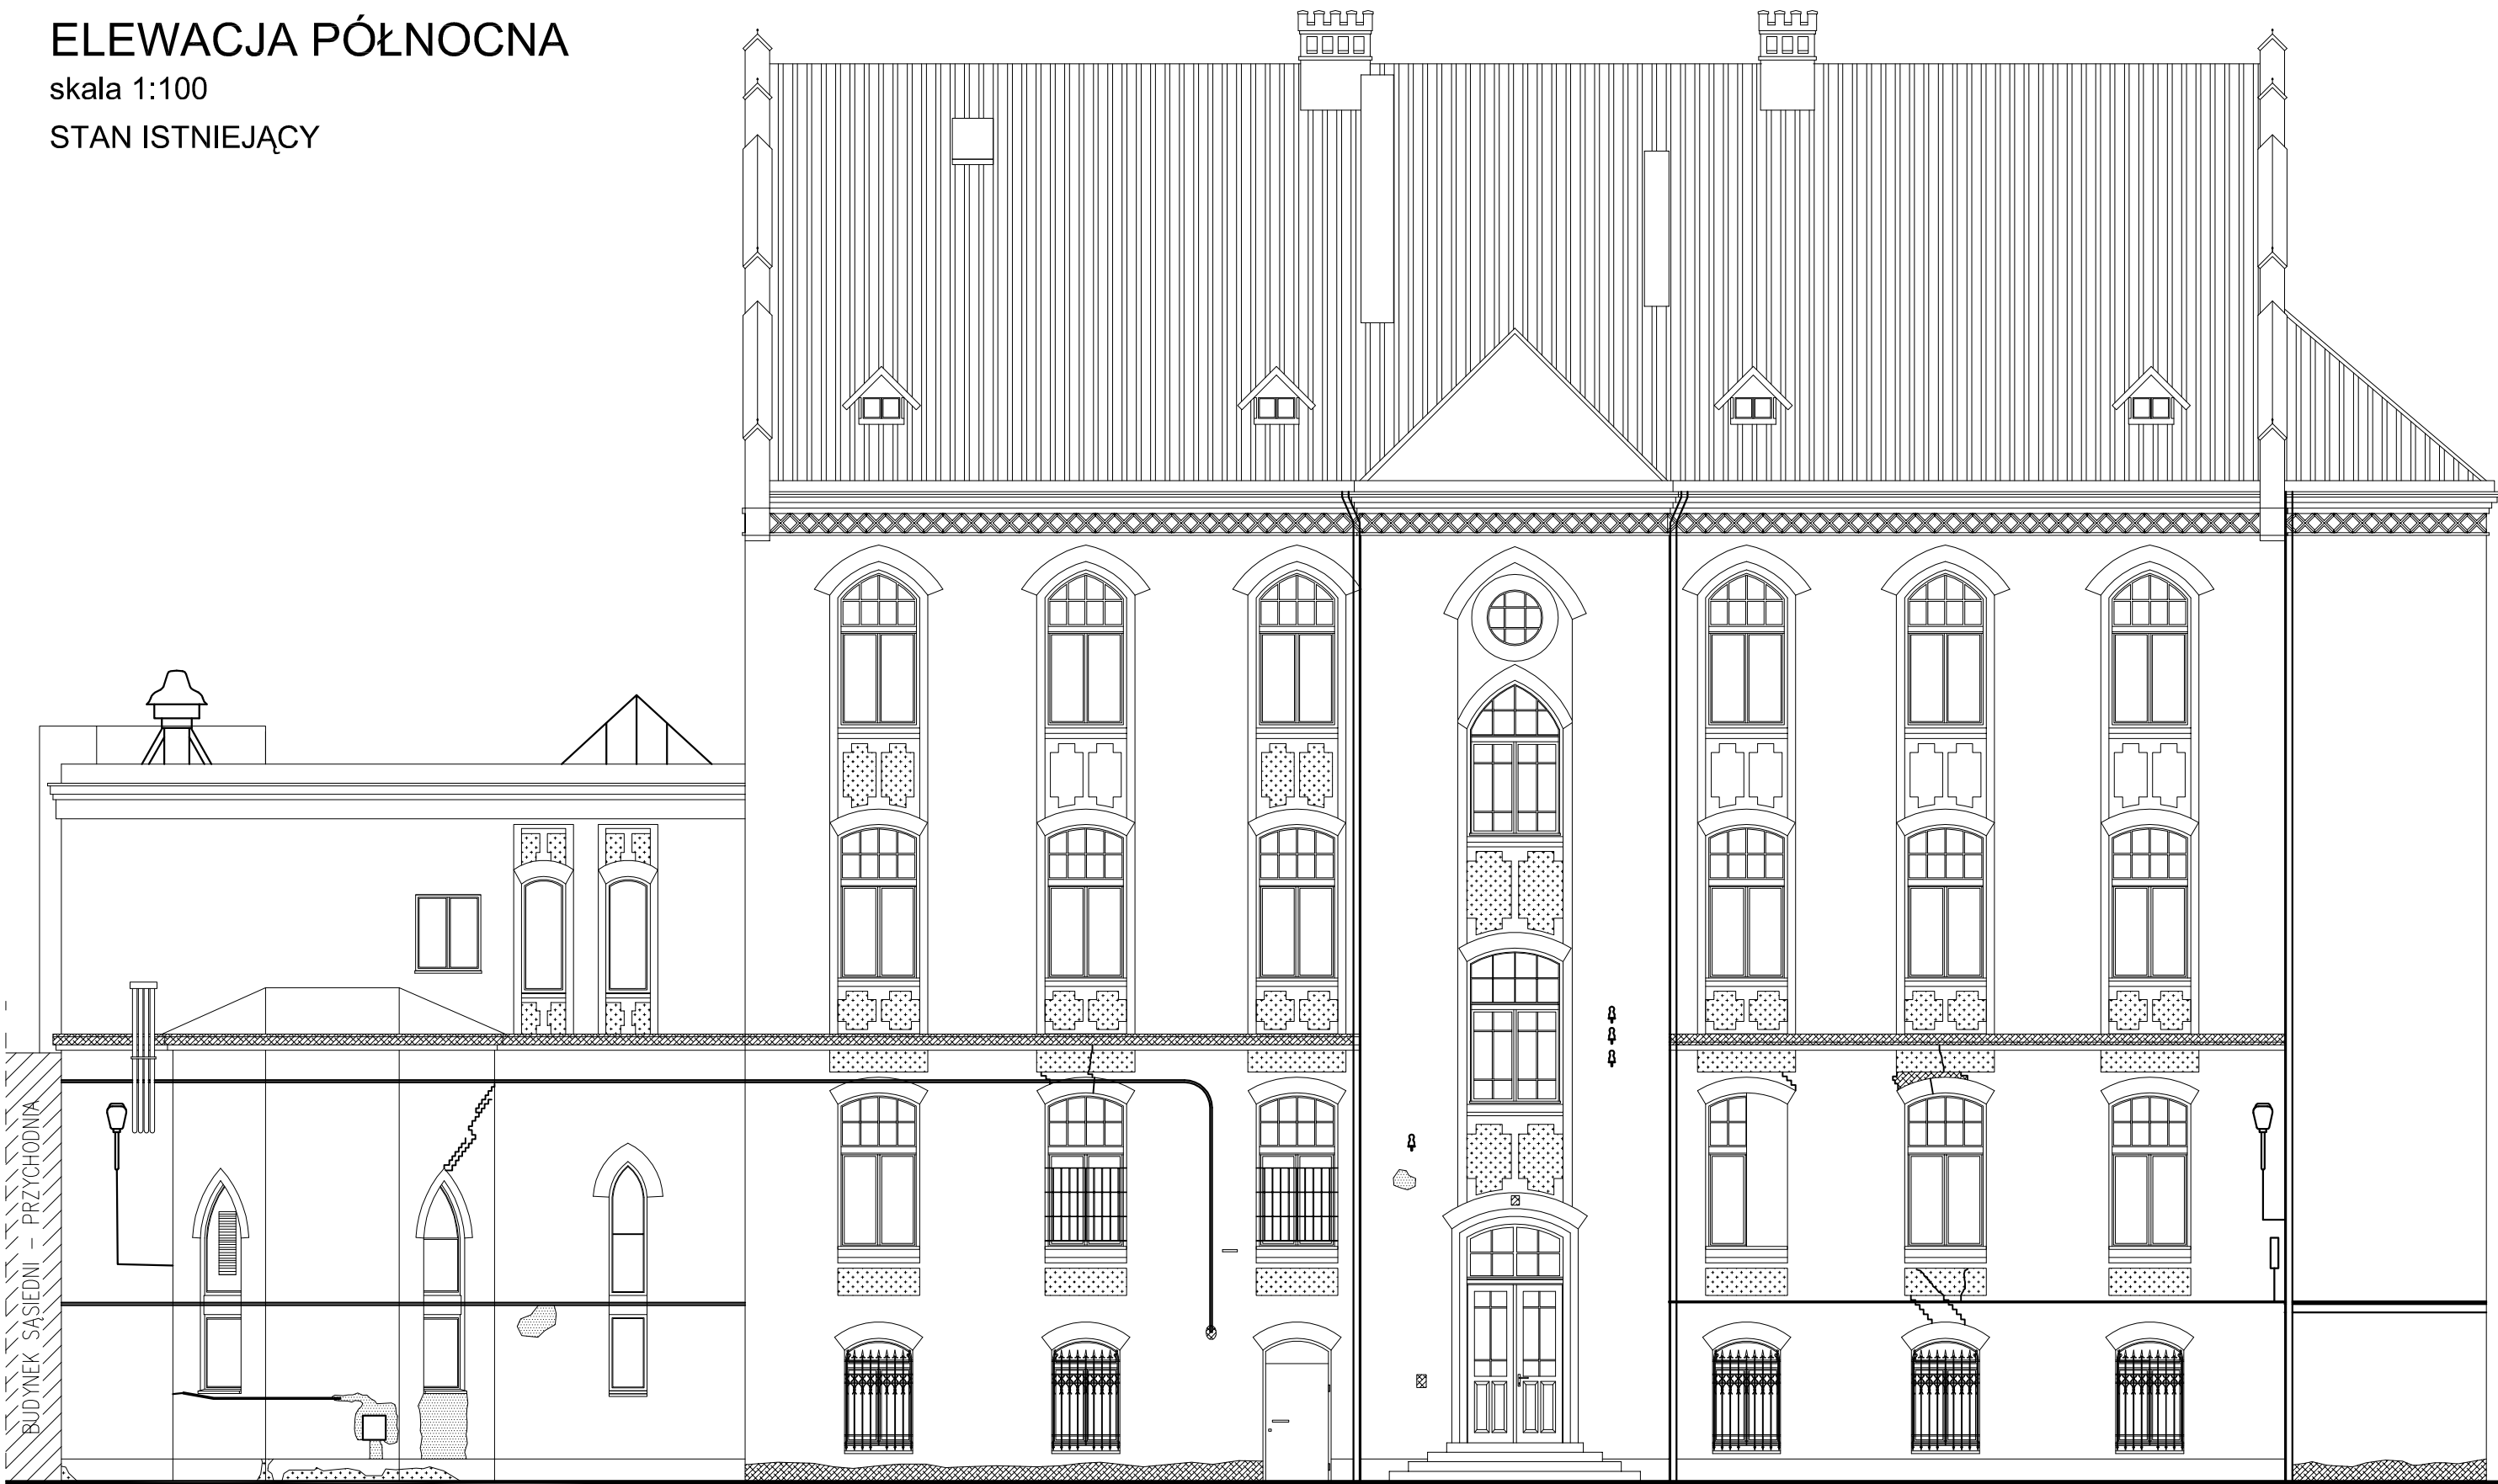 ELEWACJA PÓŁNOCNA
skala 1:100
STAN ISTNIEJĄCY
BUDYNEK SĄSIEDNI - PRZYCHODNIA